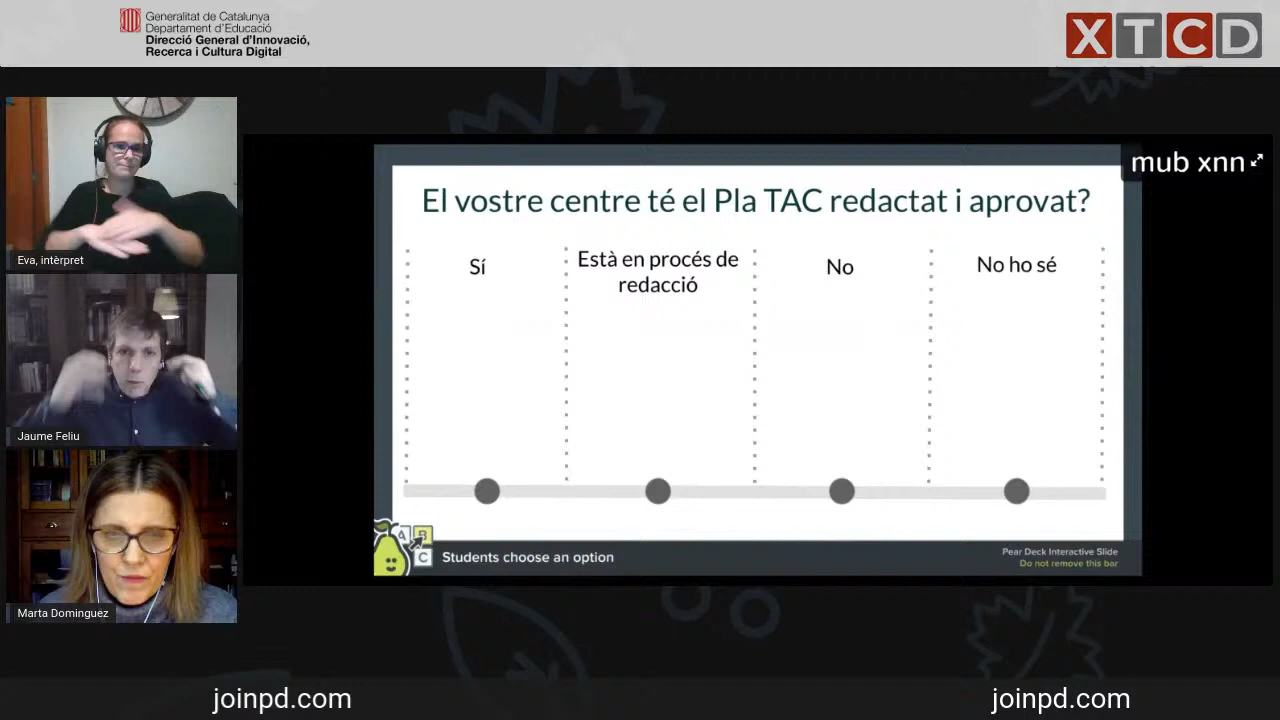 Generalitat de Catalunya
Departament d'Educació
Direcció General d'Innovació,
Recerca i Cultura Digital
XTCD
Eva, intèrpret
Jaume Feliu
Marta Dominguez
mub xnn
El vostre centre té el Pla TAC redactat i aprovat?
Sí
Està en procés de
redacció
No
No ho sé
A B
C
Students choose an option
Pear Deck Interactive Slide
Do not remove this bar
joinpd.com
joinpd.com